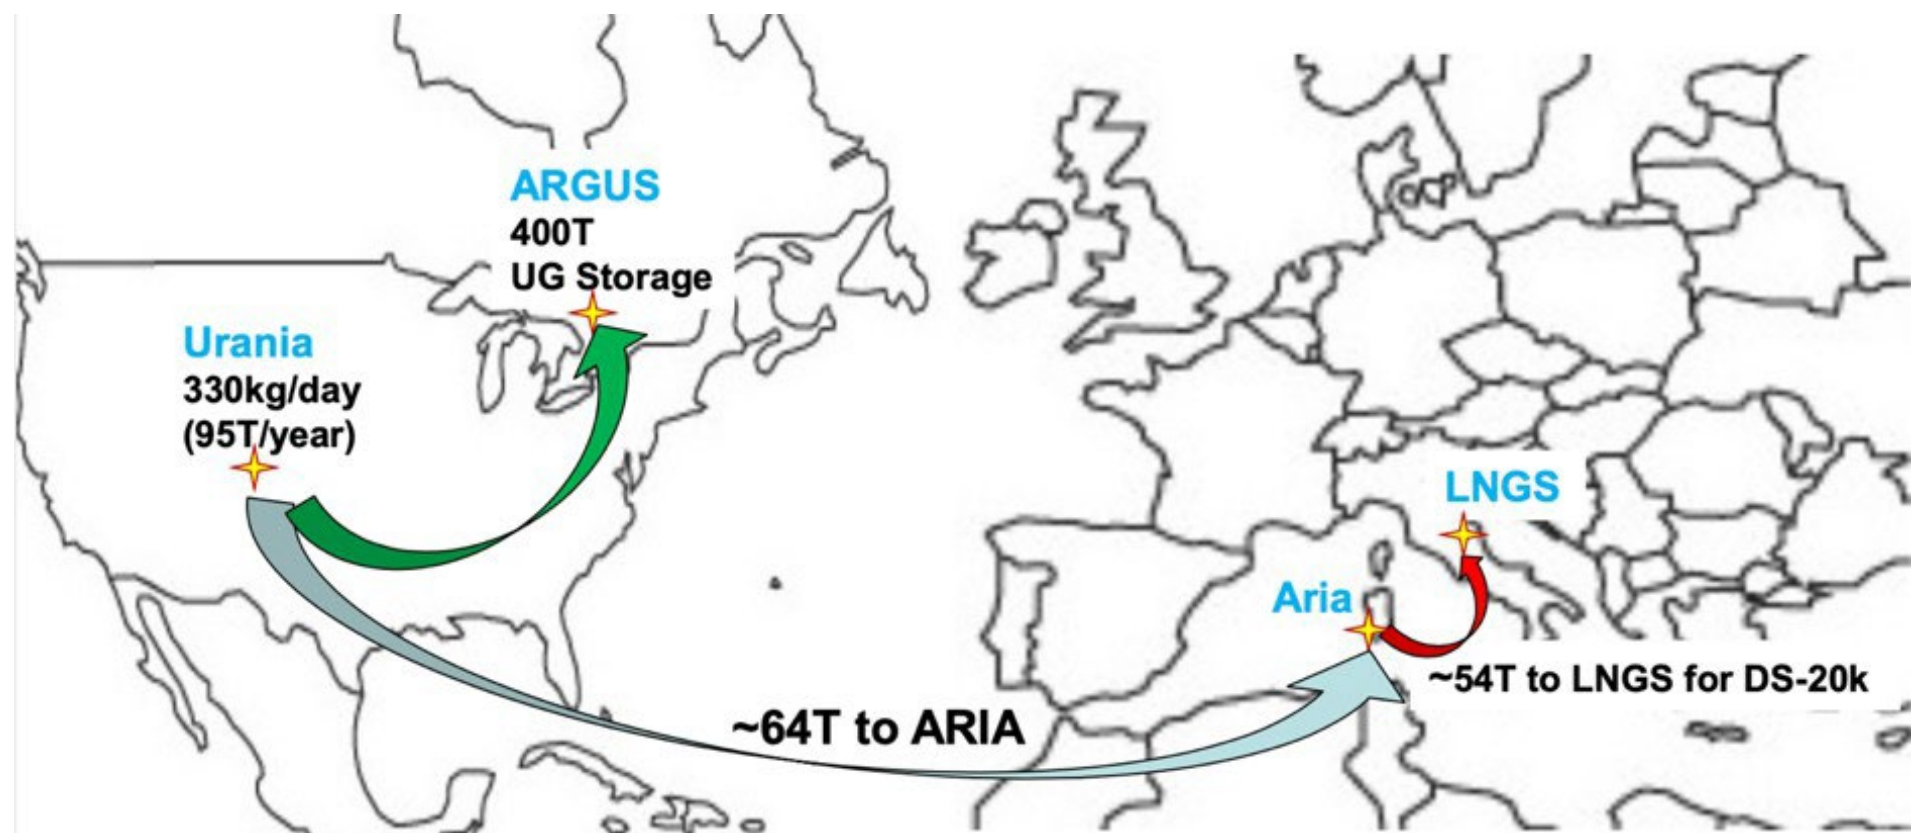 ARGUS
400T
UG Storage
Urania
330kg/day
(95T/year)
LNGS
Aria
~54T to LNGS for DS-20k
~64T to ARIA